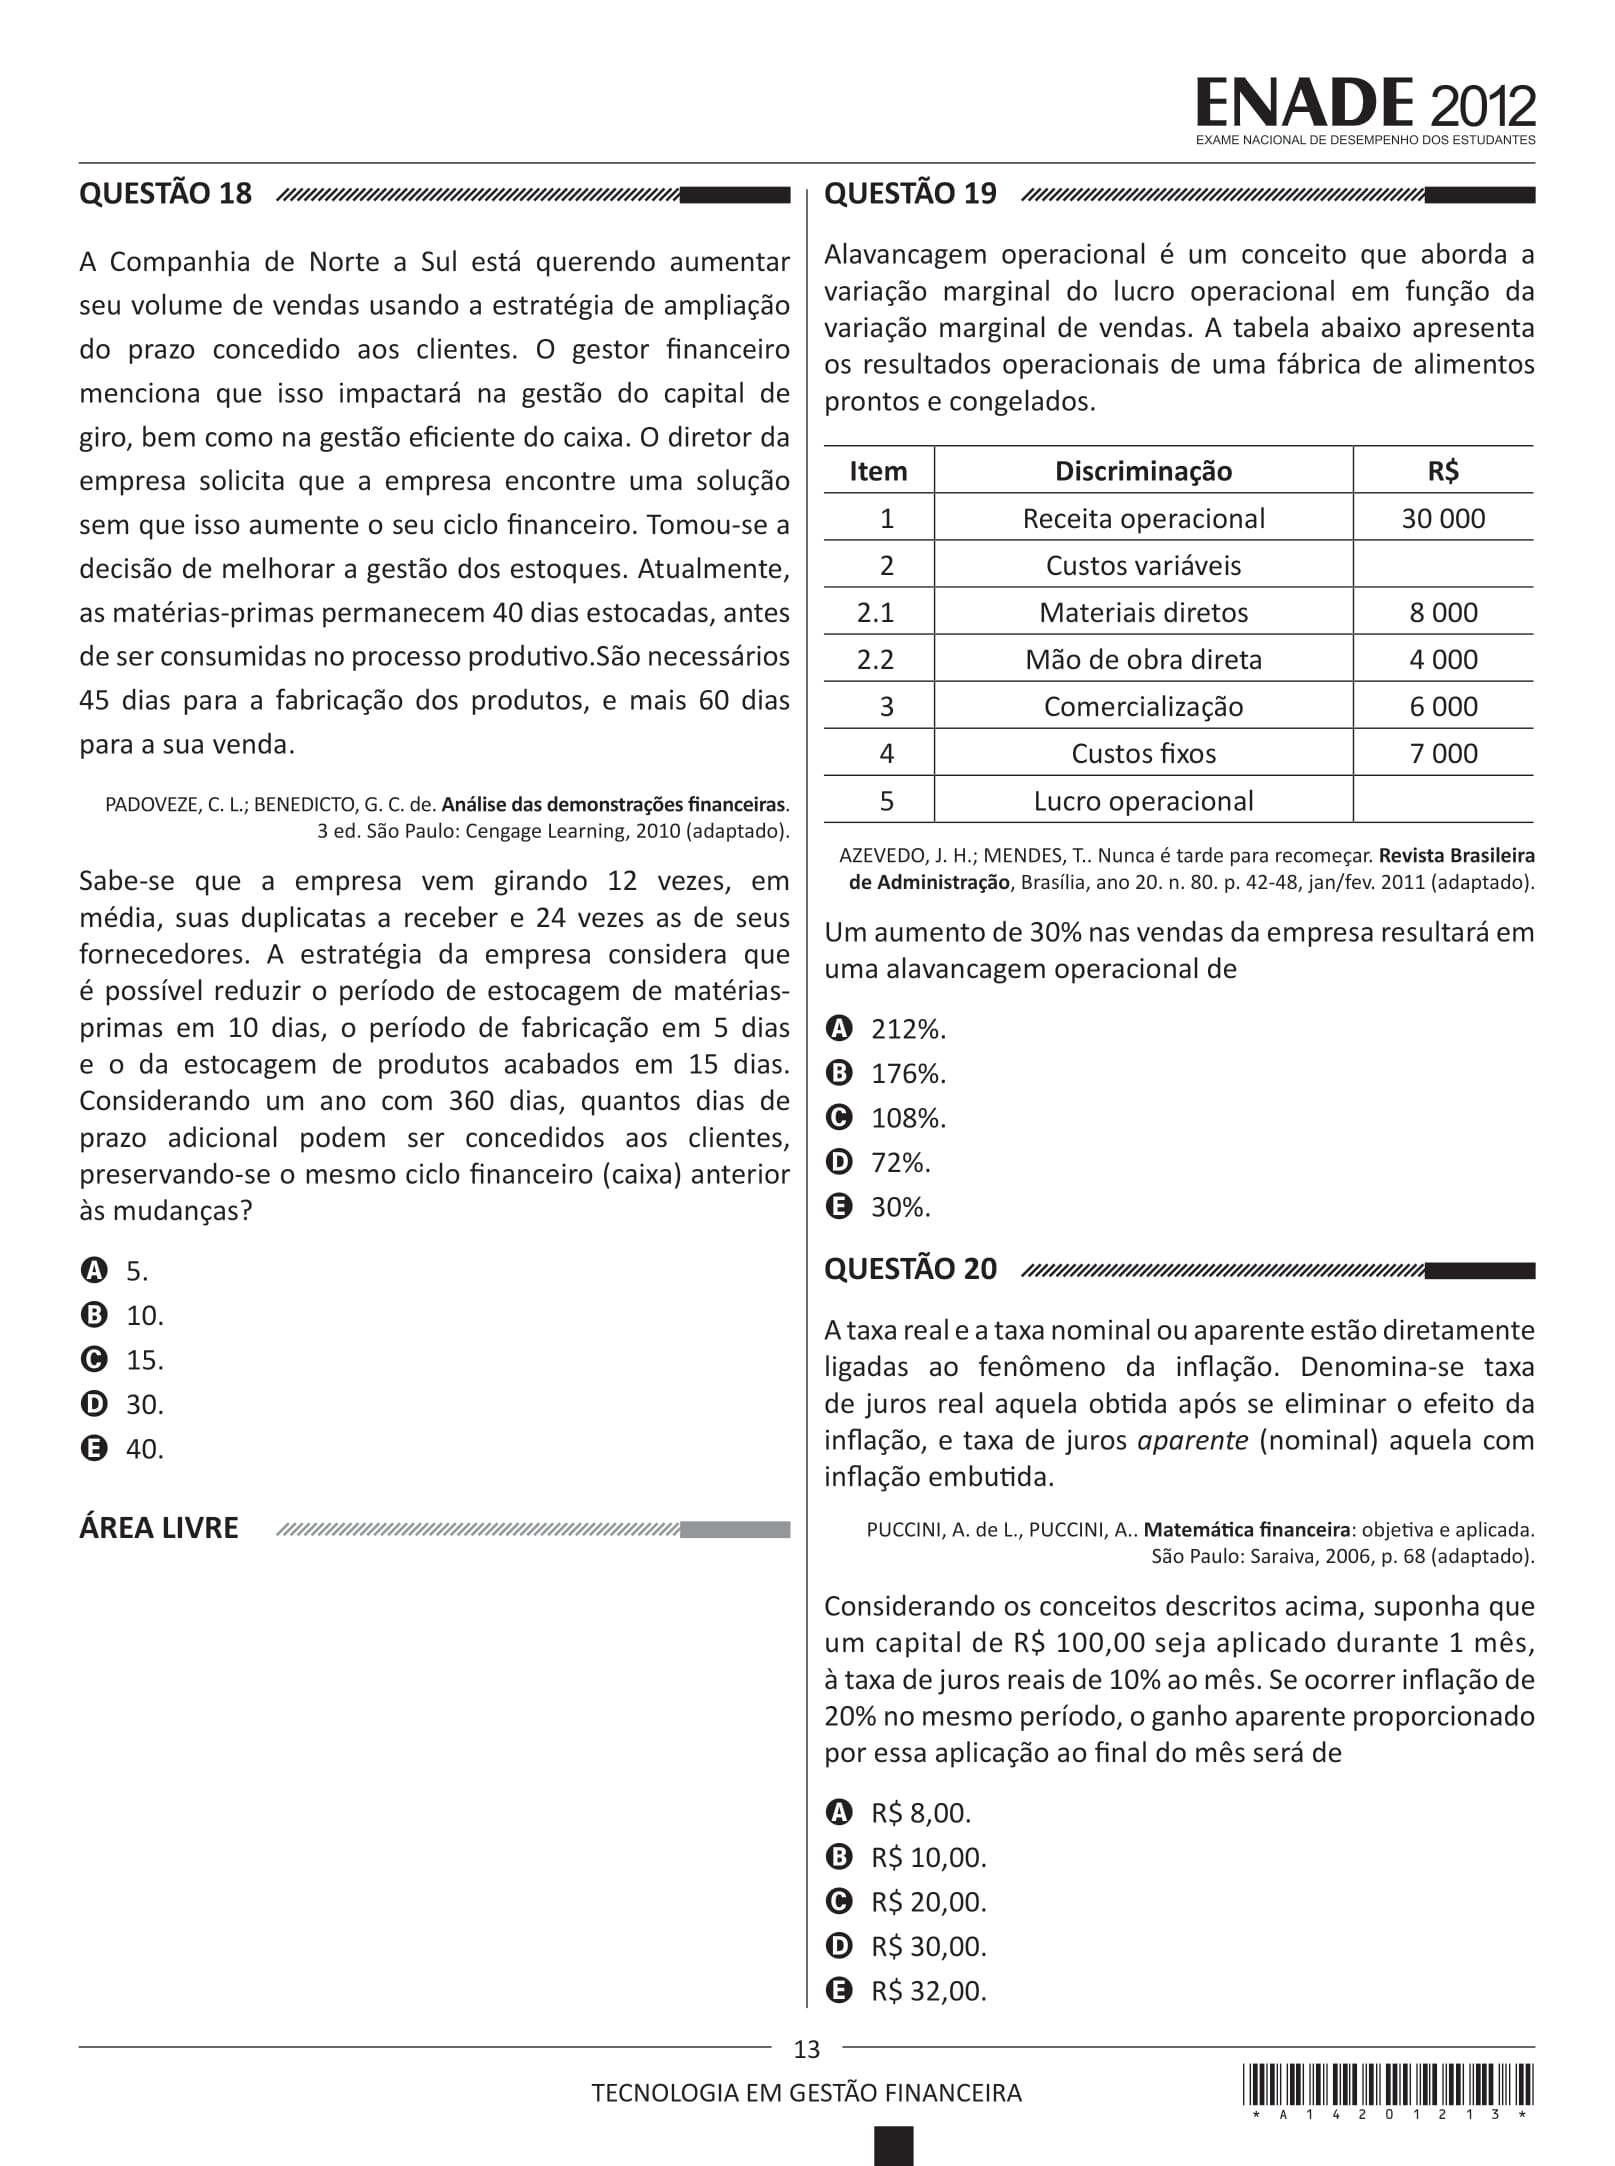 ENADE 2012
EXAME NACIONAL DE DESEMPENHO DOS ESTUDANTES
QUESTÃO 18
A Companhia de Norte a Sul está querendo aumentar
seu volume de vendas usando a estratégia de ampliação
do prazo concedido aos clientes. O gestor financeiro
menciona que isso impactará na gestão do capital de
giro, bem como na gestão eficiente do caixa. O diretor da
empresa solicita que a empresa encontre uma solução
sem que isso aumente o seu ciclo financeiro. Tomou-se a
decisão de melhorar a gestão dos estoques. Atualmente,
as matérias-primas permanecem 40 dias estocadas, antes
de ser consumidas no processo produtivo.São necessários
45 dias para a fabricação dos produtos, e mais 60 dias
para a sua venda.
PADOVEZE, C. L.; BENEDICTO, G. C. de. Análise das demonstrações financeiras.
3 ed. São Paulo: Cengage Learning, 2010 (adaptado).
Sabe-se que a empresa vem girando 12 vezes, em
média, suas duplicatas a receber e 24 vezes as de seus
fornecedores. A estratégia da empresa considera que
é possível reduzir o período de estocagem de matérias-
primas em 10 dias, o período de fabricação em 5 dias
e o da estocagem de produtos acabados em 15 dias.
Considerando um ano com 360 dias, quantos dias de
prazo adicional podem ser concedidos aos clientes,
preservando-se o mesmo ciclo financeiro (caixa) anterior
às mudanças?
A 5.
B 10.
C 15.
D 30.
E 40.
ÁREA LIVRE
QUESTÃO 19
Alavancagem operacional é um conceito que aborda a
variação marginal do lucro operacional em função da
variação marginal de vendas. A tabela abaixo apresenta
os resultados operacionais de uma fábrica de alimentos
prontos e congelados.
Item Discriminação R$
1 Receita operacional 30 000
2 Custos variáveis
2.1 Materiais diretos 8 000
2.2 Mão de obra direta 4 000
3 Comercialização 6 000
4 Custos fixos 7 000
5 Lucro operacional
AZEVEDO, J. H.; MENDES, T.. Nunca é tarde para recomeçar. Revista Brasileira
de Administração, Brasília, ano 20. n. 80. p. 42-48, jan/fev. 2011 (adaptado).
Um aumento de 30% nas vendas da empresa resultará em
uma alavancagem operacional de
A 212%.
B 176%.
C 108%.
D 72%.
E 30%.
QUESTÃO 20
A taxa real e a taxa nominal ou aparente estão diretamente
ligadas ao fenômeno da inflação. Denomina-se taxa
de juros real aquela obtida após se eliminar o efeito da
inflação, e taxa de juros aparente (nominal) aquela com
inflação embutida.
PUCCINI, A. de L., PUCCINI, A.. Matemática financeira: objetiva e aplicada.
São Paulo: Saraiva, 2006, p. 68 (adaptado).
Considerando os conceitos descritos acima, suponha que
um capital de R$ 100,00 seja aplicado durante 1 mês,
à taxa de juros reais de 10% ao mês. Se ocorrer inflação de
20% no mesmo período, o ganho aparente proporcionado
por essa aplicação ao final do mês será de
A R$ 8,00.
B R$ 10,00.
C R$ 20,00.
D R$ 30,00.
E R$ 32,00.
13
TECNOLOGIA EM GESTÃO FINANCEIRA
* A 1 4 2 0 1 2 1 3 *